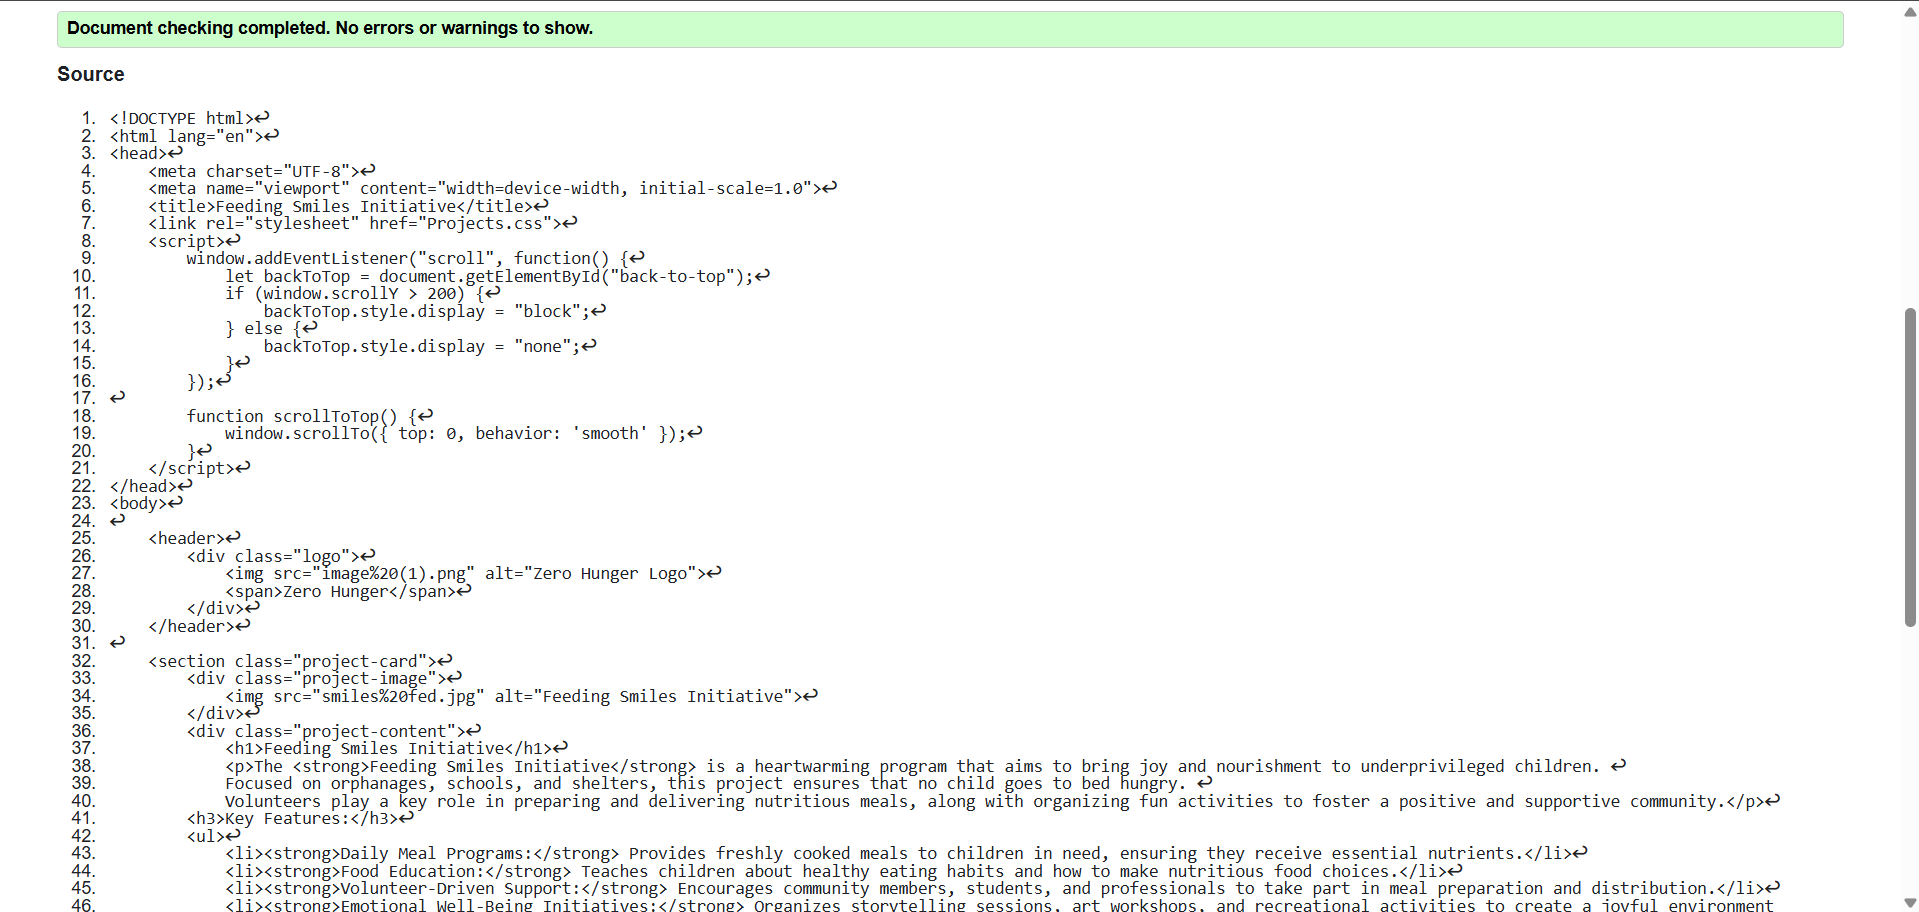 Document checking completed. No errors or warnings to show.
Source
1. <!DOCTYPE html>↩
2. <html lang="en">↩
3. <head>↩
4.     <meta charset="UTF-8">↩
5.     <meta name="viewport" content="width=device-width, initial-scale=1.0">↩
6.     <title>Feeding Smiles Initiative</title>↩
7.     <link rel="stylesheet" href="Projects.css">↩
8.     <script>↩
9.         window.addEventListener("scroll", function() {↩
10.             let backToTop = document.getElementById("back-to-top");↩
11.             if (window.scrollY > 200) {↩
12.                 backToTop.style.display = "block";↩
13.             } else {↩
14.                 backToTop.style.display = "none";↩
15.             }↩
16.         });↩
17. ↩
18.         function scrollToTop() {↩
19.             window.scrollTo({ top: 0, behavior: 'smooth' });↩
20.         }↩
21.     </script>↩
22. </head>↩
23. <body>↩
24. ↩
25.     <header>↩
26.         <div class="logo">↩
27.             <img src="image%20(1).png" alt="Zero Hunger Logo">↩
28.             <span>Zero Hunger</span>↩
29.         </div>↩
30.     </header>↩
31. ↩
32.     <section class="project-card">↩
33.         <div class="project-image">↩
34.             <img src="smiles%20fed.jpg" alt="Feeding Smiles Initiative">↩
35.         </div>↩
36.         <div class="project-content">↩
37.             <h1>Feeding Smiles Initiative</h1>↩
38.             <p>The <strong>Feeding Smiles Initiative</strong> is a heartwarming program that aims to bring joy and nourishment to underprivileged children. ↩
39.             Focused on orphanages, schools, and shelters, this project ensures that no child goes to bed hungry. ↩
40.             Volunteers play a key role in preparing and delivering nutritious meals, along with organizing fun activities to foster a positive and supportive community.</p>↩
41.         <h3>Key Features:</h3>↩
42.         <ul>↩
43.             <li><strong>Daily Meal Programs:</strong> Provides freshly cooked meals to children in need, ensuring they receive essential nutrients.</li>↩
44.             <li><strong>Food Education:</strong> Teaches children about healthy eating habits and how to make nutritious food choices.</li>↩
45.             <li><strong>Volunteer-Driven Support:</strong> Encourages community members, students, and professionals to take part in meal preparation and distribution.</li>↩
46.             <li><strong>Emotional Well-Being Initiatives:</strong> Organizes storytelling sessions, art workshops, and recreational activities to create a joyful environment